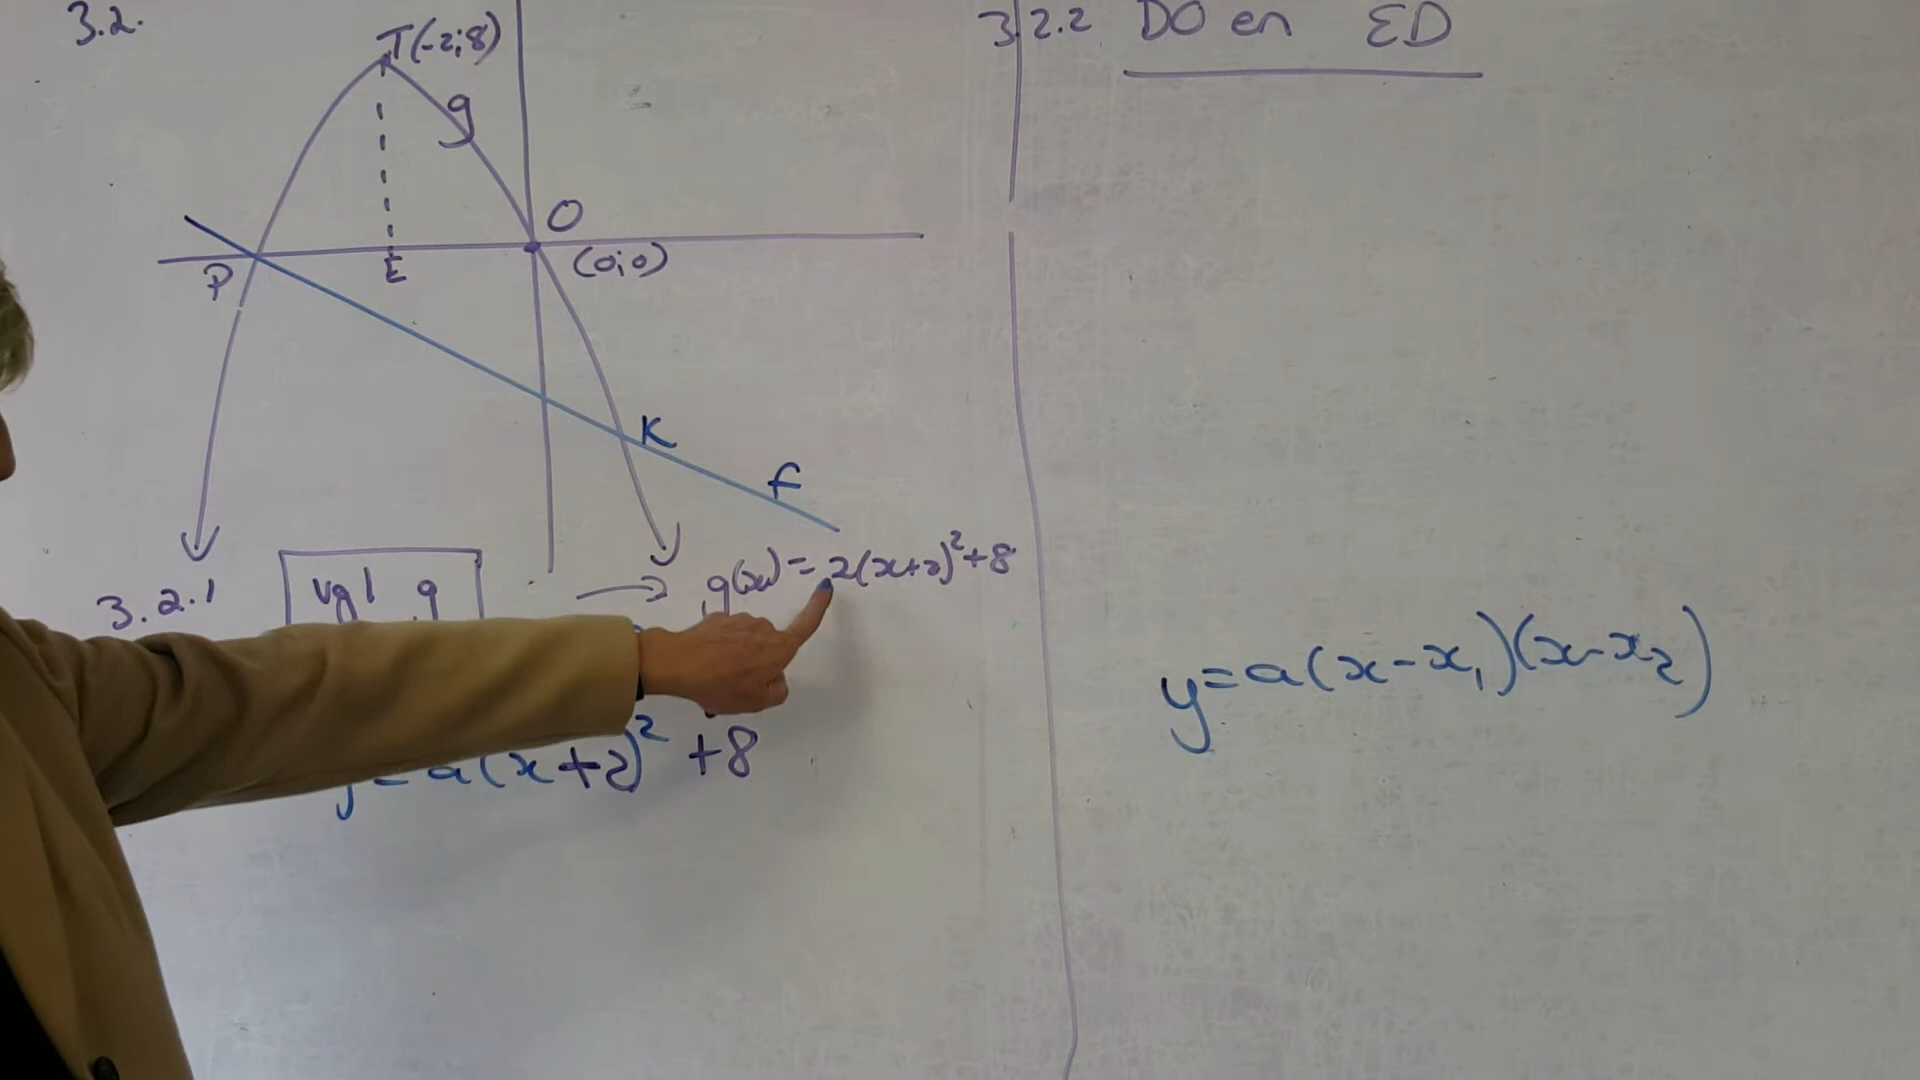 3.2.
T(-2;8)
g
O
(0;0)
P
E
K
f
3.2.1 vgl g → g(x) = -2(x+2)²+8
(x+2)² +8
3.2.2 DO en ED
y=a(x-x₁)(x-x₂)